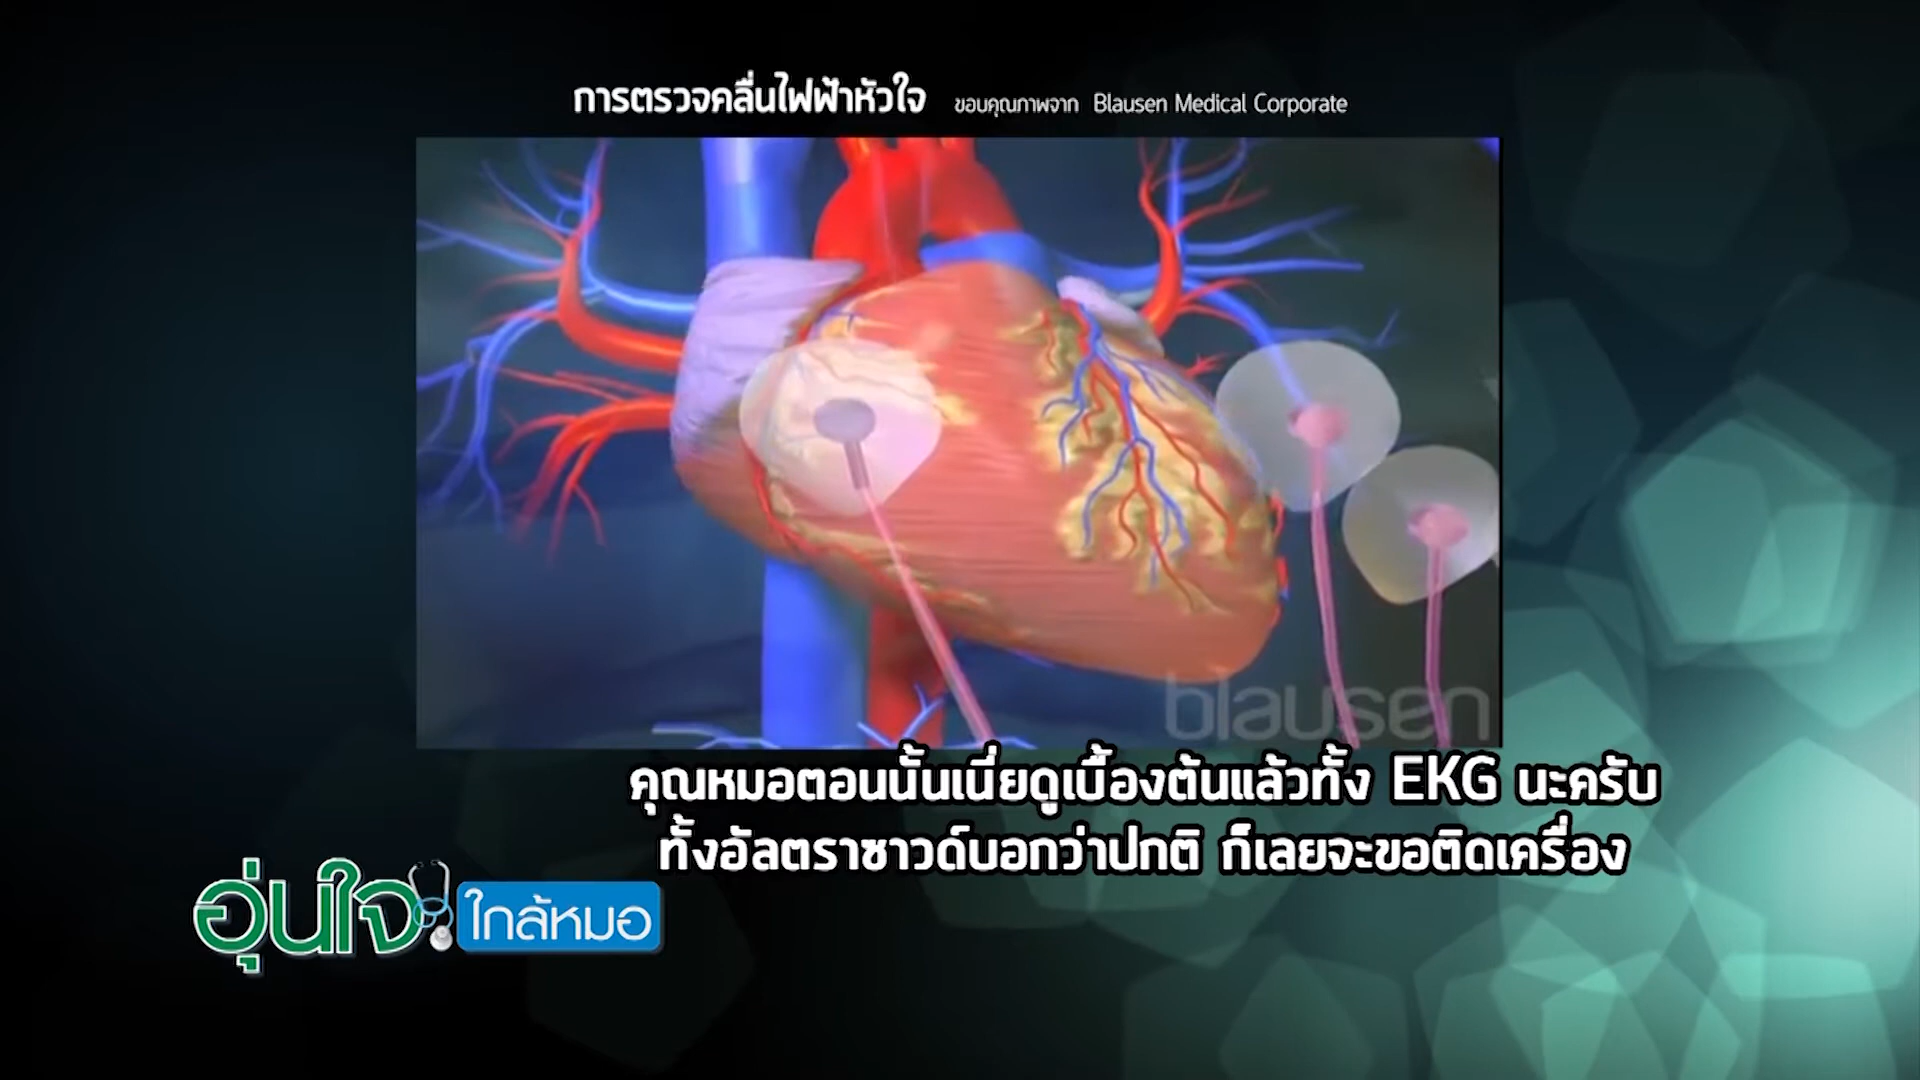 การตรวจคลื่นไฟฟ้าหัวใจ ขอบคุณภาพจาก Blausen Medical Corporate
blausen
คุณหมอตอนนั้นเนี่ยดูเบื้องต้นแล้วทั้ง EKG นะครับ
ทั้งอัลตราซาวด์บอกว่าปกติ ก็เลยจะขอติดเครื่อง
อุ่นใจ ใกล้หมอ